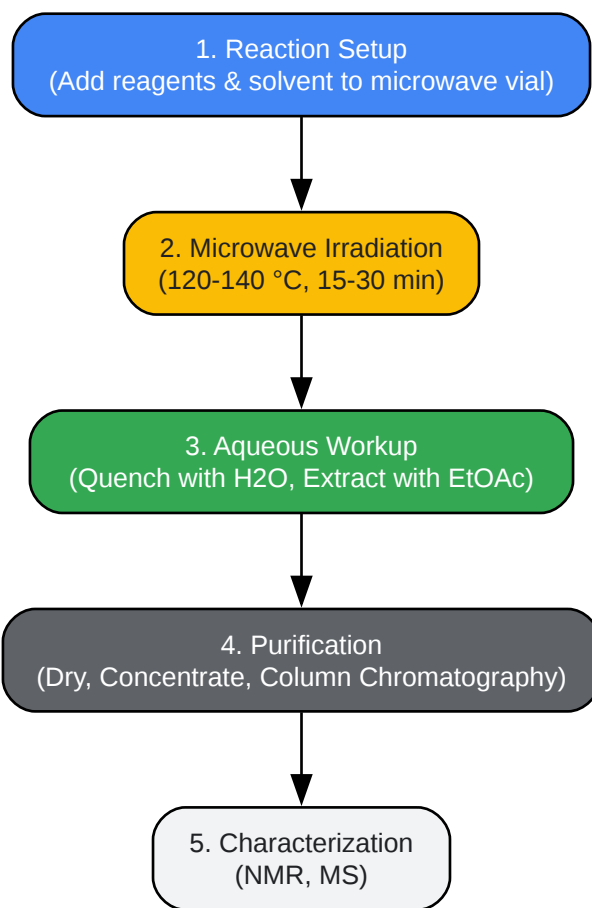 1. Reaction Setup
(Add reagents & solvent to microwave vial)
2. Microwave Irradiation
(120-140 °C, 15-30 min)
3. Aqueous Workup
(Quench with H2O, Extract with EtOAc)
4. Purification
(Dry, Concentrate, Column Chromatography)
5. Characterization
(NMR, MS)